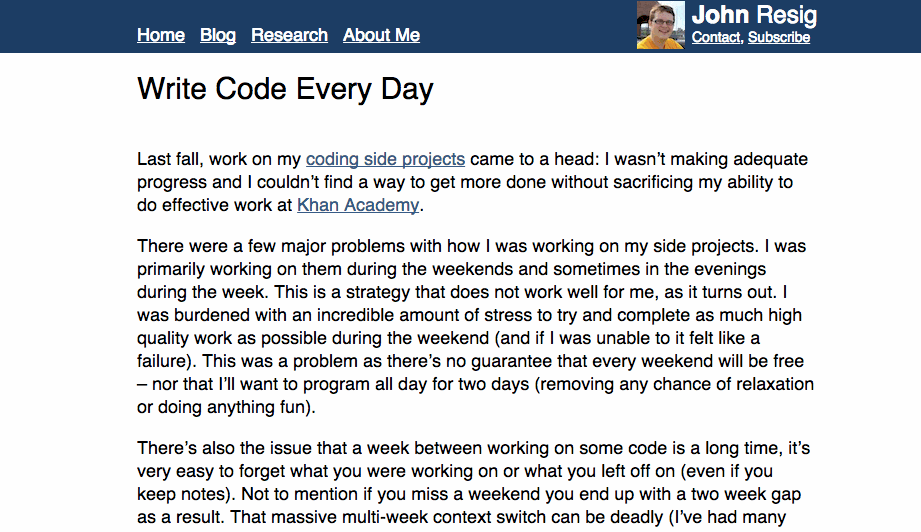 Home Blog Research About Me
John Resig
Contact, Subscribe
Write Code Every Day
Last fall, work on my coding side projects came to a head: I wasn’t making adequate
progress and I couldn’t find a way to get more done without sacrificing my ability to
do effective work at Khan Academy.
There were a few major problems with how I was working on my side projects. I was
primarily working on them during the weekends and sometimes in the evenings
during the week. This is a strategy that does not work well for me, as it turns out. I
was burdened with an incredible amount of stress to try and complete as much high
quality work as possible during the weekend (and if I was unable to it felt like a
failure). This was a problem as there’s no guarantee that every weekend will be free
– nor that I’ll want to program all day for two days (removing any chance of relaxation
or doing anything fun).
There’s also the issue that a week between working on some code is a long time, it’s
very easy to forget what you were working on or what you left off on (even if you
keep notes). Not to mention if you miss a weekend you end up with a two week gap
as a result. That massive multi-week context switch can be deadly (I’ve had many